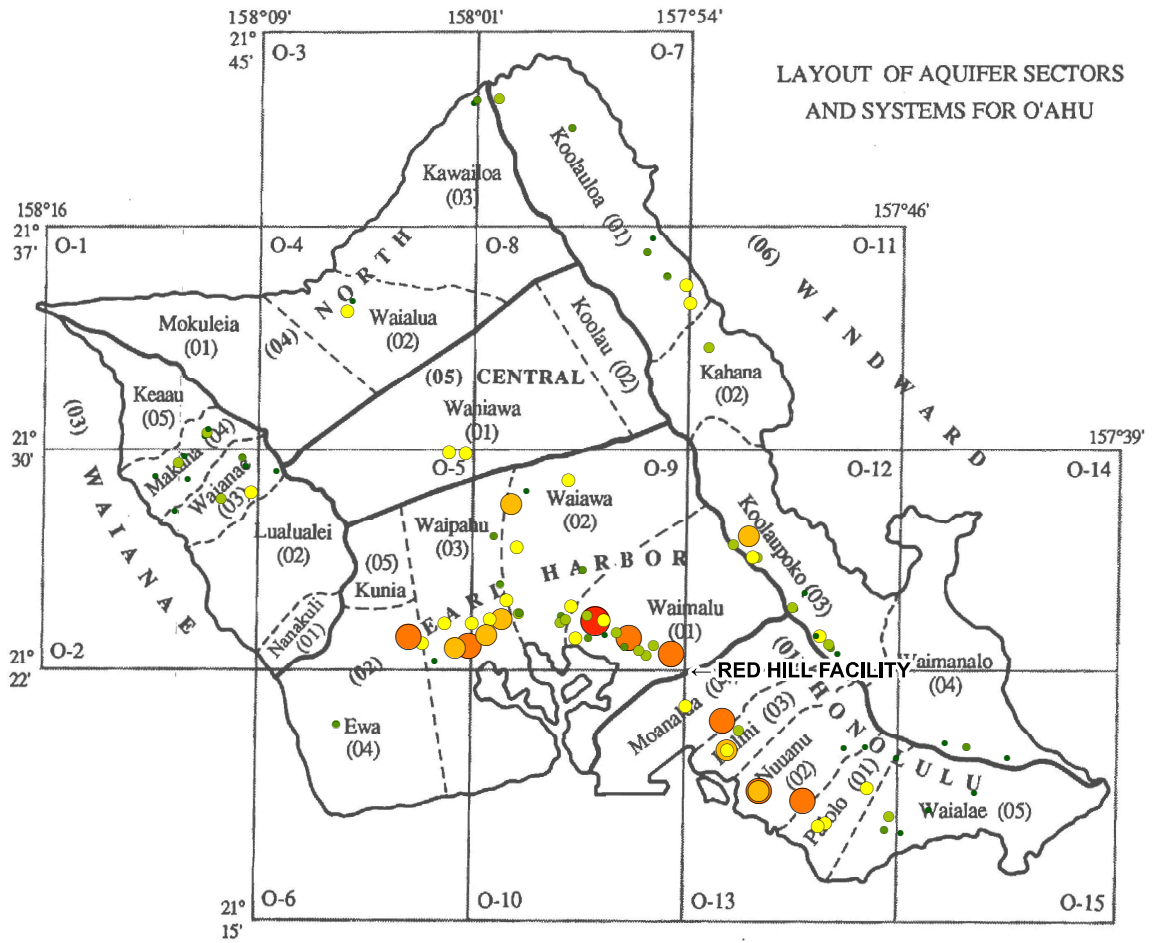 158°09'
158°01'
157°54'
21°
45'
O-3
O-7
LAYOUT OF AQUIFER SECTORS
AND SYSTEMS FOR O'AHU
Koolauloa (01)
Kawailoa
(03)
158°16
157°46'
21°
37'
O-1
O-4
O-8
O-11
NORTH
(04)
(06) WINDWARD
Mokuleia
(01)
Waialua
(02)
Koolau (02)
Kahana
(02)
(05) CENTRAL
Wahiawa
(01)
Keaau
(05)
(03) WAIANAE
Makaha (04)
Waianae
(03)
21°
30'
157°39'
O-5
O-9
O-12
O-14
Waiawa
(02)
Waipahu
(03)
Lualualei
(02)
Koolaupoko (03)
(05)
Kunia
(02)
EARL HARBOR
Nanakuli
(01)
Waimalu
(01)
21°
22'
O-2
Waimanalo
(04)
← RED HILL FACILITY
(01) HONOLULU
Moanalua (04)
Kalihi (03)
Ewa
(04)
Nuuanu
(02)
Palolo (01)
Waialae (05)
21°
15'
O-6
O-10
O-13
O-15